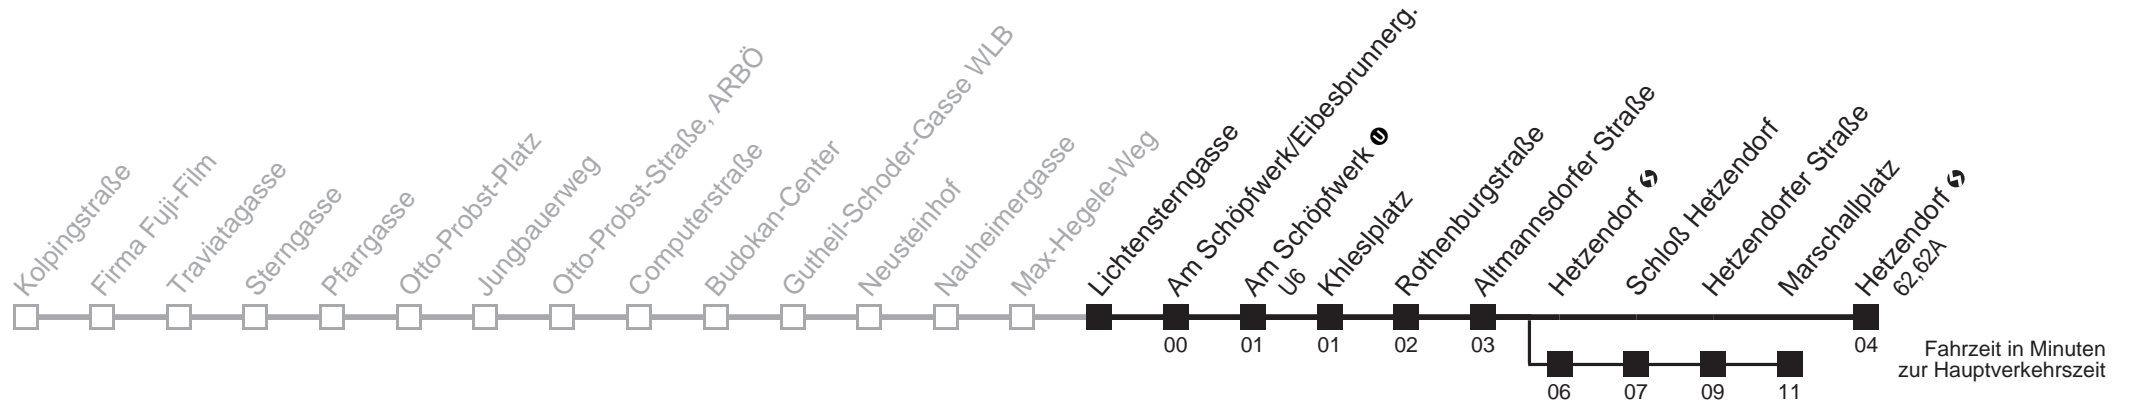 Kolpingstraße
Firma Fuji-Film
Traviatagasse
Sterngasse
Pfarrgasse
Otto-Probst-Platz
Jungbauerweg
Otto-Probst-Straße, ARBÖ
Computerstraße
Budokan-Center
Gutheil-Schoder-Gasse WLB
Neusteinhof
Nauheimergasse
Max-Hegele-Weg
Lichtensterngasse
Am Schöpfwerk/Eibesbrunnerg.
Am Schöpfwerk U
U6
Khleslplatz
Rothenburgstraße
Altmannsdorfer Straße
Hetzendorf
Schloß Hetzendorf
Hetzendorfer Straße
Marschallplatz
Hetzendorf
62,62A
00 01 01 02 03 04
06 07 09 11
Fahrzeit in Minuten
zur Hauptverkehrszeit